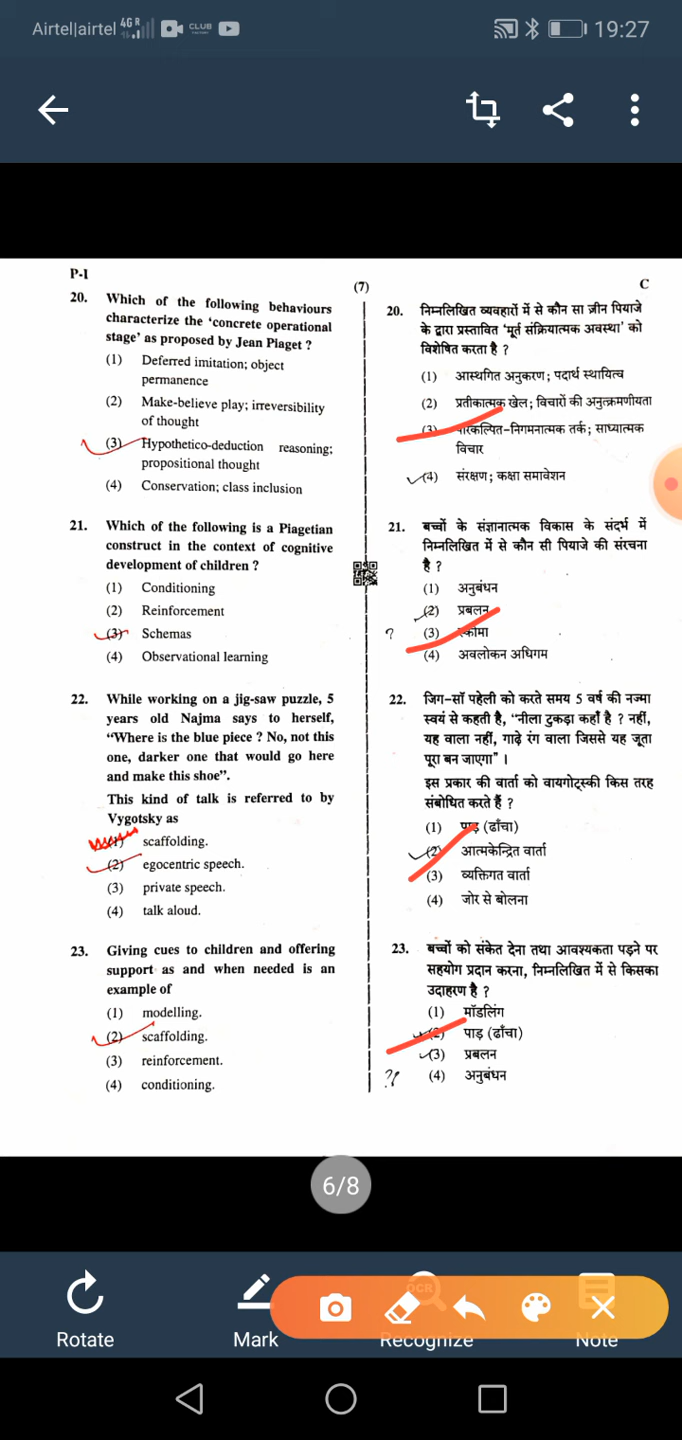 Airtel|airtel 4G R CLUB 19:27
P-I
(7)
C
20. Which of the following behaviours
characterize the 'concrete operational
stage' as proposed by Jean Piaget ?
(1) Deferred imitation; object
permanence
(2) Make-believe play; irreversibility
of thought
(3) Hypothetico-deduction reasoning;
propositional thought
(4) Conservation; class inclusion
21. Which of the following is a Piagetian
construct in the context of cognitive
development of children ?
(1) Conditioning
(2) Reinforcement
(3) Schemas
(4) Observational learning
22. While working on a jig-saw puzzle, 5
years old Najma says to herself,
“Where is the blue piece ? No, not this
one, darker one that would go here
and make this shoe”.
This kind of talk is referred to by
Vygotsky as
(1) scaffolding.
(2) egocentric speech.
(3) private speech.
(4) talk aloud.
23. Giving cues to children and offering
support as and when needed is an
example of
(1) modelling.
(2) scaffolding.
(3) reinforcement.
(4) conditioning.
20. निम्नलिखित व्यवहारों में से कौन सा ज़ीन पियाजे
के द्वारा प्रस्तावित 'मूर्त संक्रियात्मक अवस्था' को
विशेषित करता है ?
(1) आस्थगित अनुकरण; पदार्थ स्थायित्व
(2) प्रतीकात्मक खेल; विचारों की अनुत्क्रमणीयता
(3) परिकल्पित-निगमनात्मक तर्क; साध्यात्मक
विचार
(4) संरक्षण; कक्षा समावेशन
21. बच्चों के संज्ञानात्मक विकास के संदर्भ में
निम्नलिखित में से कौन सी पियाजे की संरचना
है ?
(1) अनुबंधन
(2) प्रबलन
? (3) स्कीमा
(4) अवलोकन अधिगम
22. जिग-सॉ पहेली को करते समय 5 वर्ष की नज्मा
स्वयं से कहती है, “नीला टुकड़ा कहाँ है ? नहीं,
यह वाला नहीं, गाढ़े रंग वाला जिससे यह जूता
पूरा बन जाएगा” ।
इस प्रकार की वार्ता को वायगोट्स्की किस तरह
संबोधित करते हैं ?
(1) पाड़ (ढाँचा)
(2) आत्मकेन्द्रित वार्ता
(3) व्यक्तिगत वार्ता
(4) जोर से बोलना
23. बच्चों को संकेत देना तथा आवश्यकता पड़ने पर
सहयोग प्रदान करना, निम्नलिखित में से किसका
उदाहरण है ?
(1) मॉडलिंग
(2) पाड़ (ढाँचा)
(3) प्रबलन
(4) अनुबंधन
6/8
OCR
Rotate Mark Recognize Note